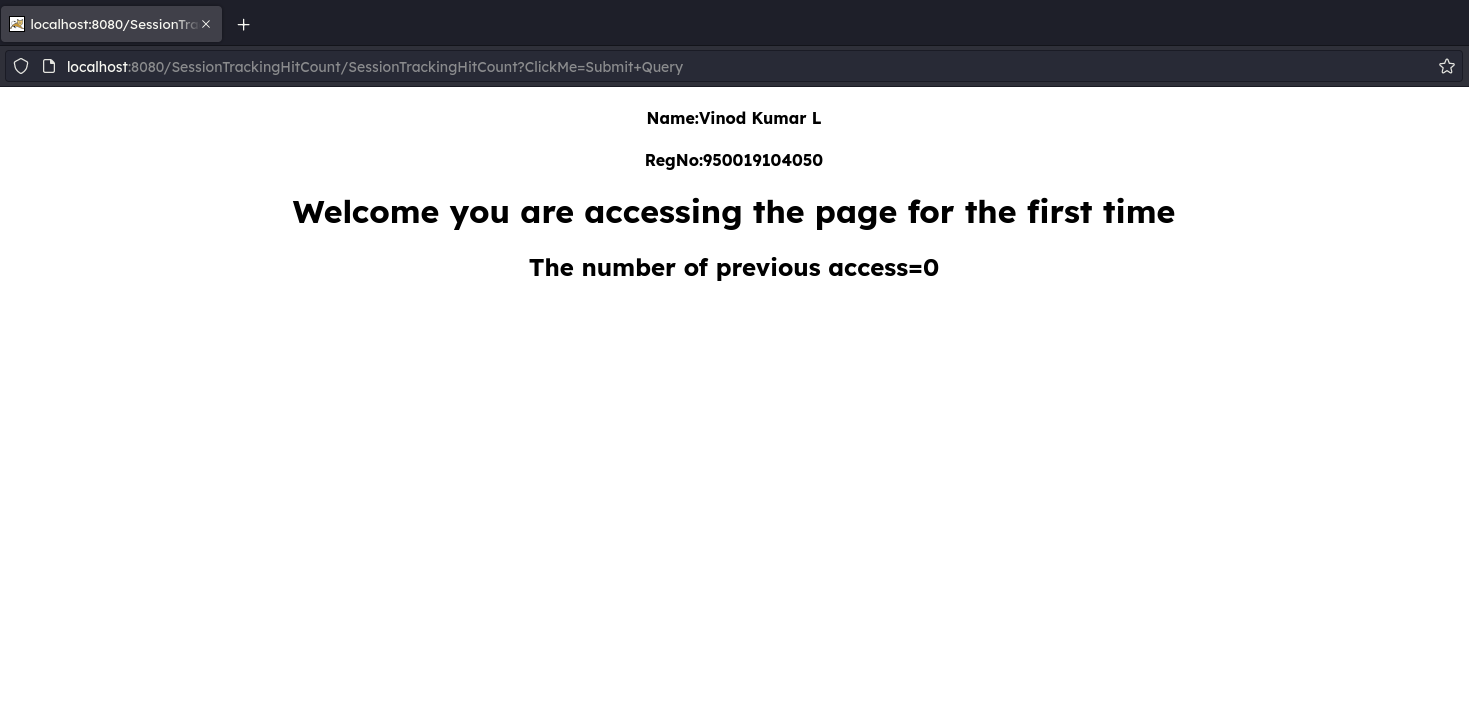 localhost:8080/SessionTra
localhost:8080/SessionTrackingHitCount/SessionTrackingHitCount?ClickMe=Submit+Query
Name:Vinod Kumar L
RegNo:950019104050
Welcome you are accessing the page for the first time
The number of previous access=0